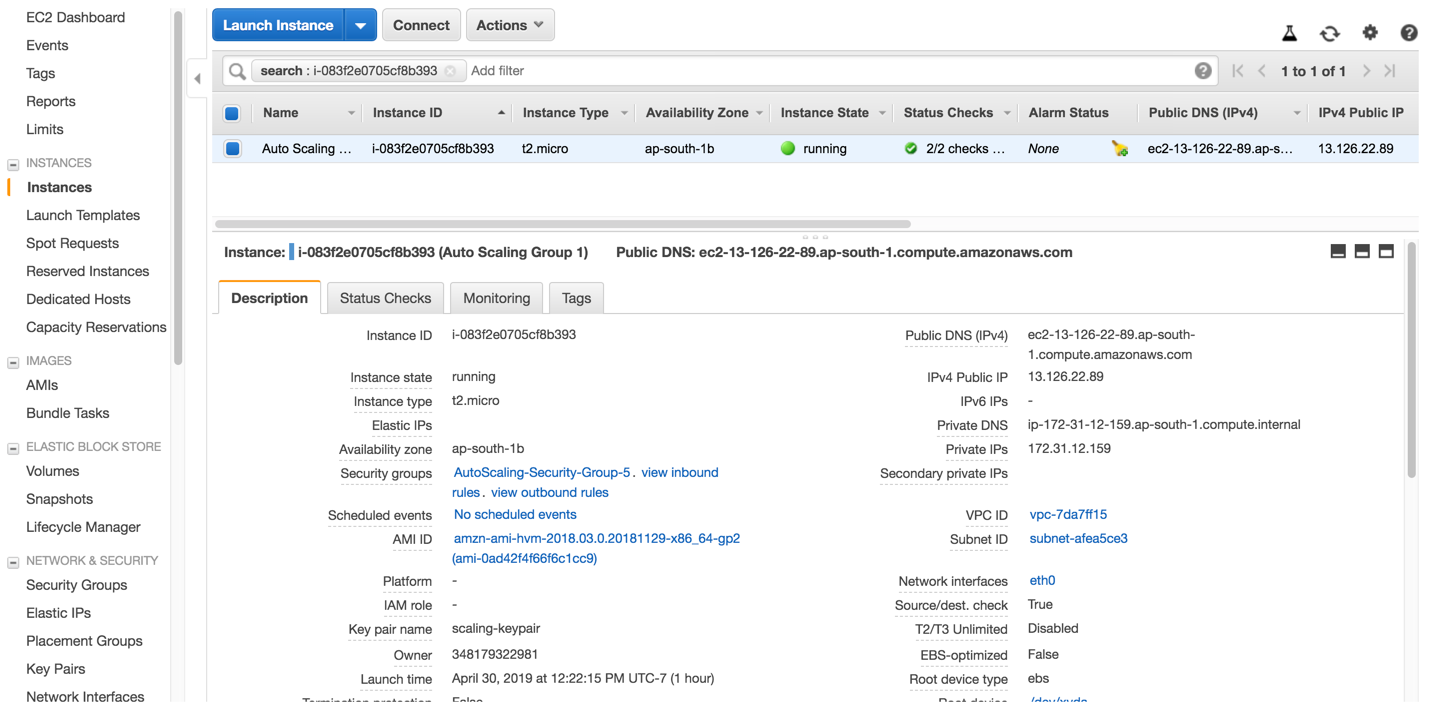 EC2 Dashboard
Events
Tags
Reports
Limits
INSTANCES
Instances
Launch Templates
Spot Requests
Reserved Instances
Dedicated Hosts
Capacity Reservations
IMAGES
AMIs
Bundle Tasks
ELASTIC BLOCK STORE
Volumes
Snapshots
Lifecycle Manager
NETWORK & SECURITY
Security Groups
Elastic IPs
Placement Groups
Key Pairs
Network Interfaces
Launch Instance Connect Actions
search : i-083f2e0705cf8b393 Add filter 1 to 1 of 1
Name Instance ID Instance Type Availability Zone Instance State Status Checks Alarm Status Public DNS (IPv4) IPv4 Public IP
Auto Scaling ... i-083f2e0705cf8b393 t2.micro ap-south-1b running 2/2 checks ... None ec2-13-126-22-89.ap-s... 13.126.22.89
Instance: i-083f2e0705cf8b393 (Auto Scaling Group 1) Public DNS: ec2-13-126-22-89.ap-south-1.compute.amazonaws.com
Description Status Checks Monitoring Tags
Instance ID i-083f2e0705cf8b393
Instance state running
Instance type t2.micro
Elastic IPs
Availability zone ap-south-1b
Security groups AutoScaling-Security-Group-5. view inbound
rules. view outbound rules
Scheduled events No scheduled events
AMI ID amzn-ami-hvm-2018.03.0.20181129-x86_64-gp2
(ami-0ad42f4f66f6c1cc9)
Platform -
IAM role -
Key pair name scaling-keypair
Owner 348179322981
Launch time April 30, 2019 at 12:22:15 PM UTC-7 (1 hour)
Termination protection False
Public DNS (IPv4) ec2-13-126-22-89.ap-south-
1.compute.amazonaws.com
IPv4 Public IP 13.126.22.89
IPv6 IPs -
Private DNS ip-172-31-12-159.ap-south-1.compute.internal
Private IPs 172.31.12.159
Secondary private IPs
VPC ID vpc-7da7ff15
Subnet ID subnet-afea5ce3
Network interfaces eth0
Source/dest. check True
T2/T3 Unlimited Disabled
EBS-optimized False
Root device type ebs
Root device /dev/xvda